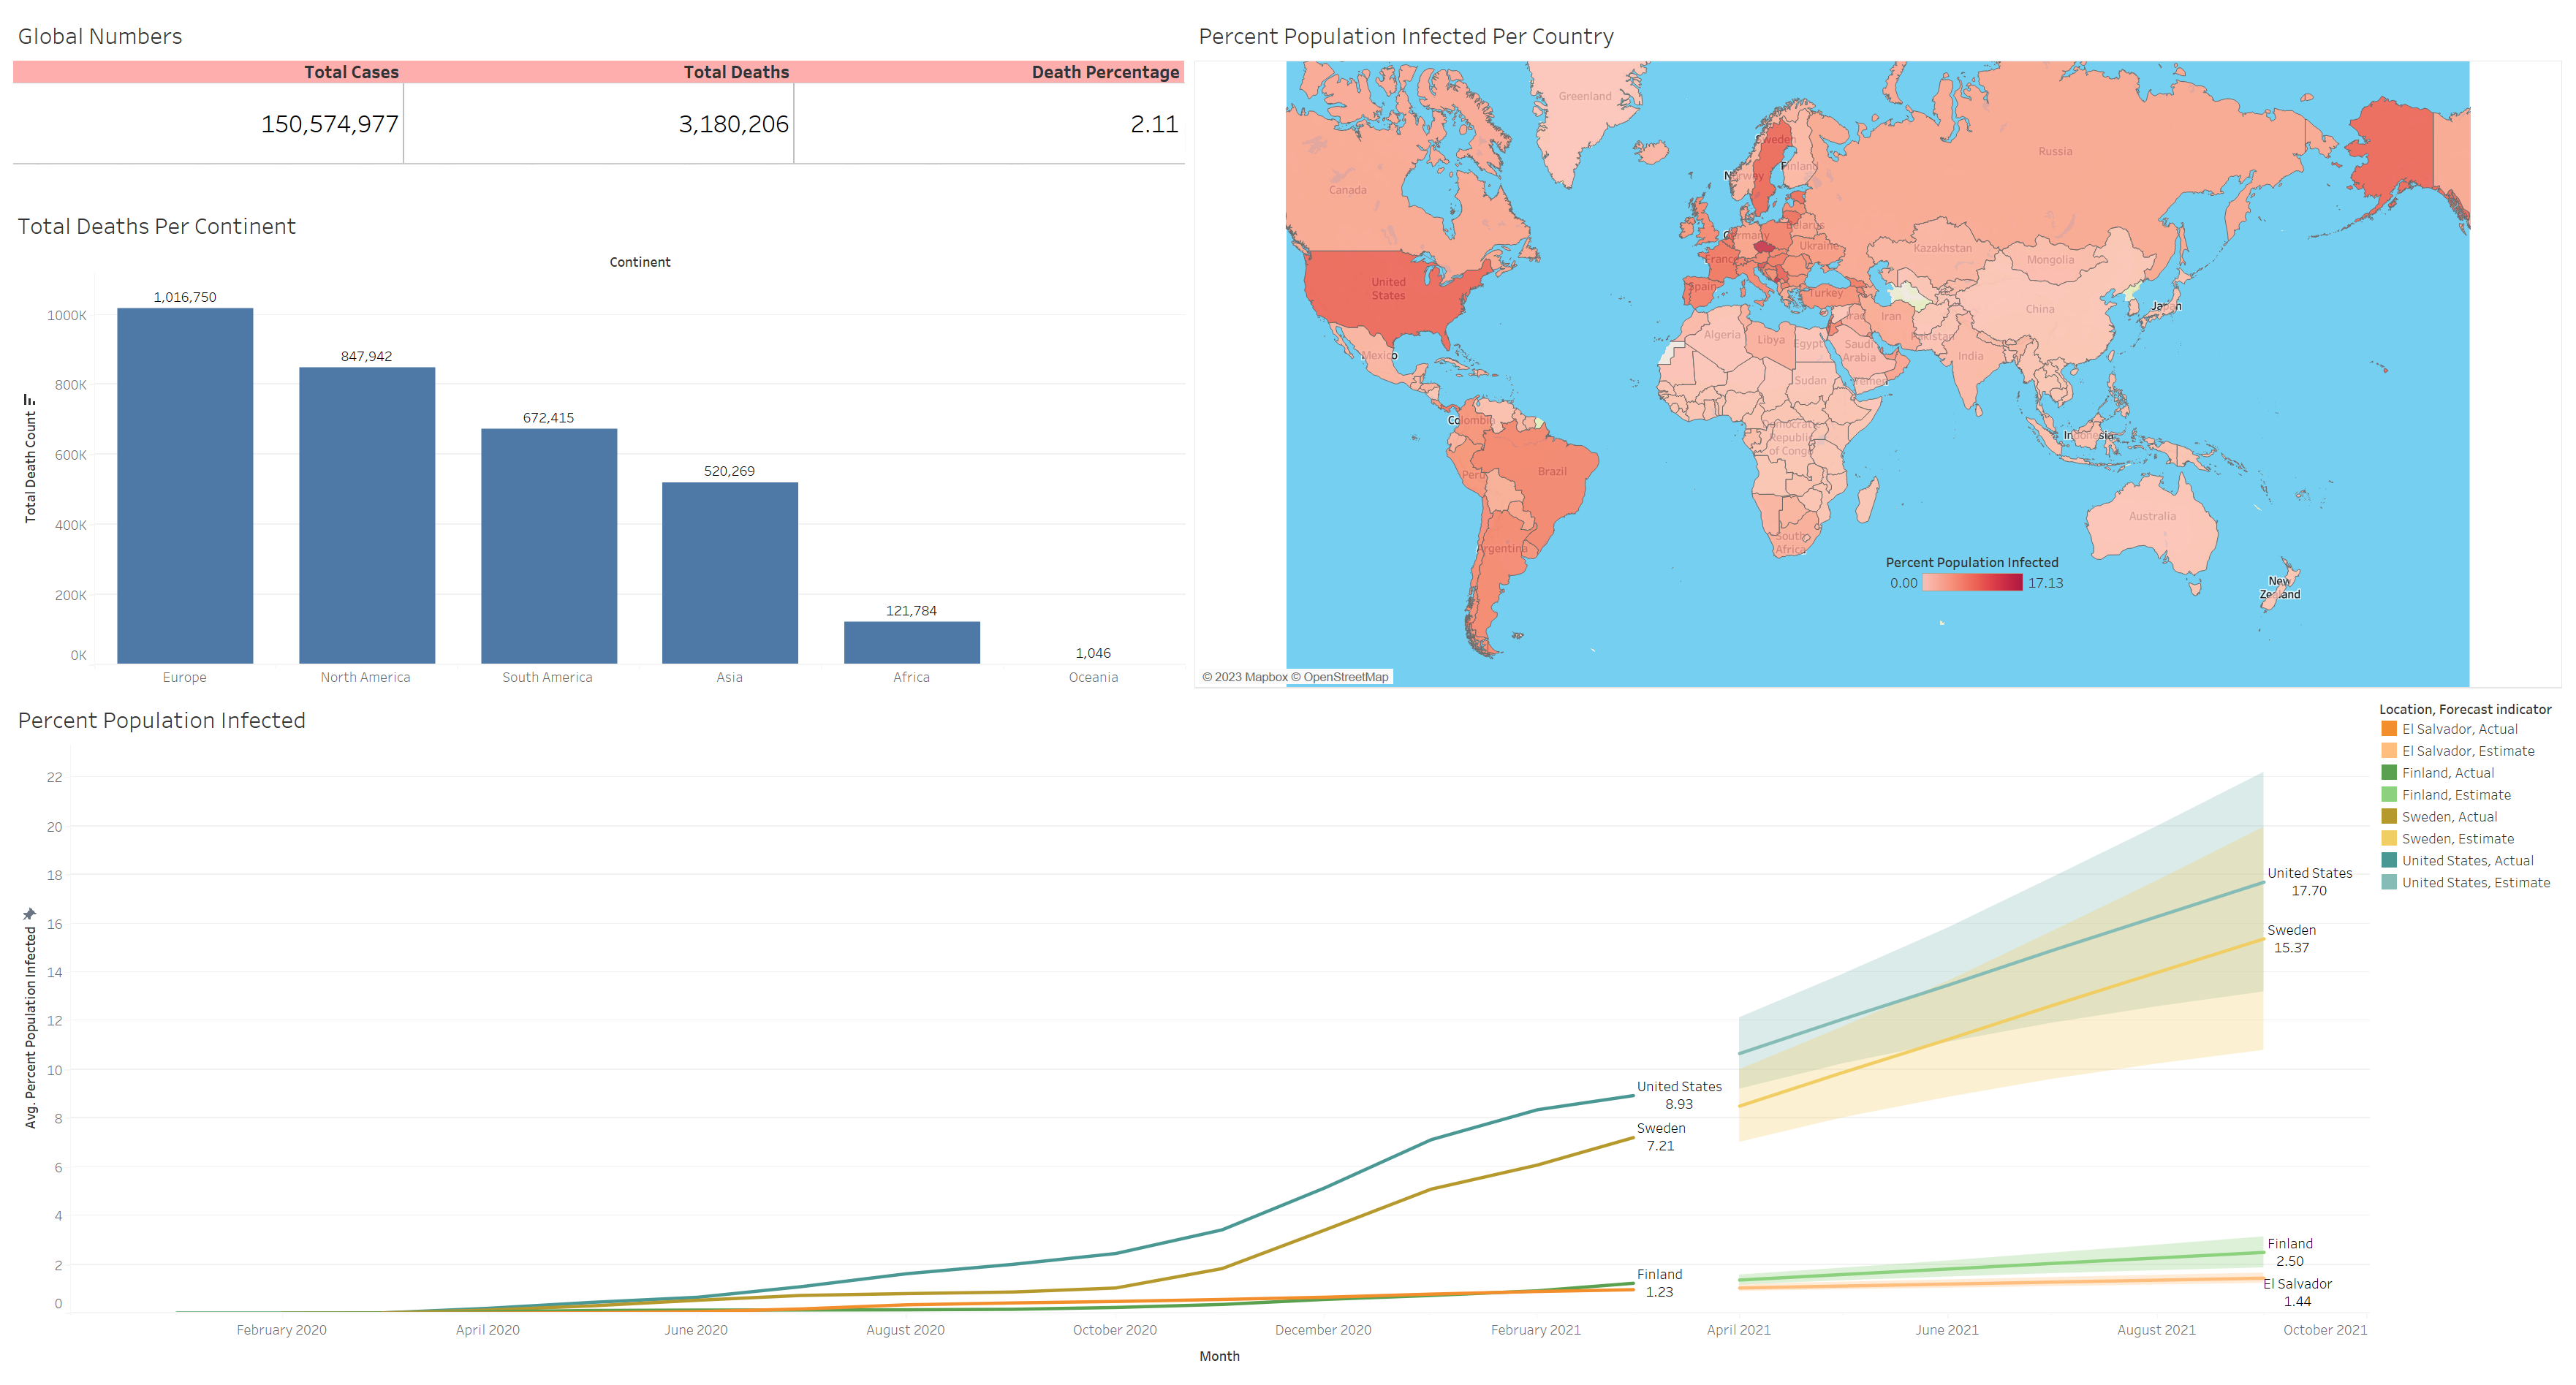 Global Numbers
Total Cases
Total Deaths
Death Percentage
150,574,977
3,180,206
2.11
Total Deaths Per Continent
Continent
Total Death Count
1000K
800K
600K
400K
200K
0K
1,016,750
847,942
672,415
520,269
121,784
1,046
Europe
North America
South America
Asia
Africa
Oceania
Percent Population Infected Per Country
Greenland
Canada
United
States
Mexico
Colombia
Peru
Brazil
Argentina
Sweden
Finland
Norway
Russia
Belarus
Germany
Ukraine
France
Spain
Turkey
Kazakhstan
Mongolia
China
Japan
Iraq
Iran
Pakistan
India
Algeria
Libya
Egypt
Saudi
Arabia
Sudan
Yemen
Democratic
Republic
of Congo
South
Africa
Indonesia
Australia
New
Zealand
Percent Population Infected
0.00
17.13
© 2023 Mapbox © OpenStreetMap
Percent Population Infected
Avg. Percent Population Infected
22
20
18
16
14
12
10
8
6
4
2
0
United States
8.93
Sweden
7.21
Finland
1.23
United States
17.70
Sweden
15.37
Finland
2.50
El Salvador
1.44
February 2020
April 2020
June 2020
August 2020
October 2020
December 2020
February 2021
April 2021
June 2021
August 2021
October 2021
Month
Location, Forecast indicator
El Salvador, Actual
El Salvador, Estimate
Finland, Actual
Finland, Estimate
Sweden, Actual
Sweden, Estimate
United States, Actual
United States, Estimate